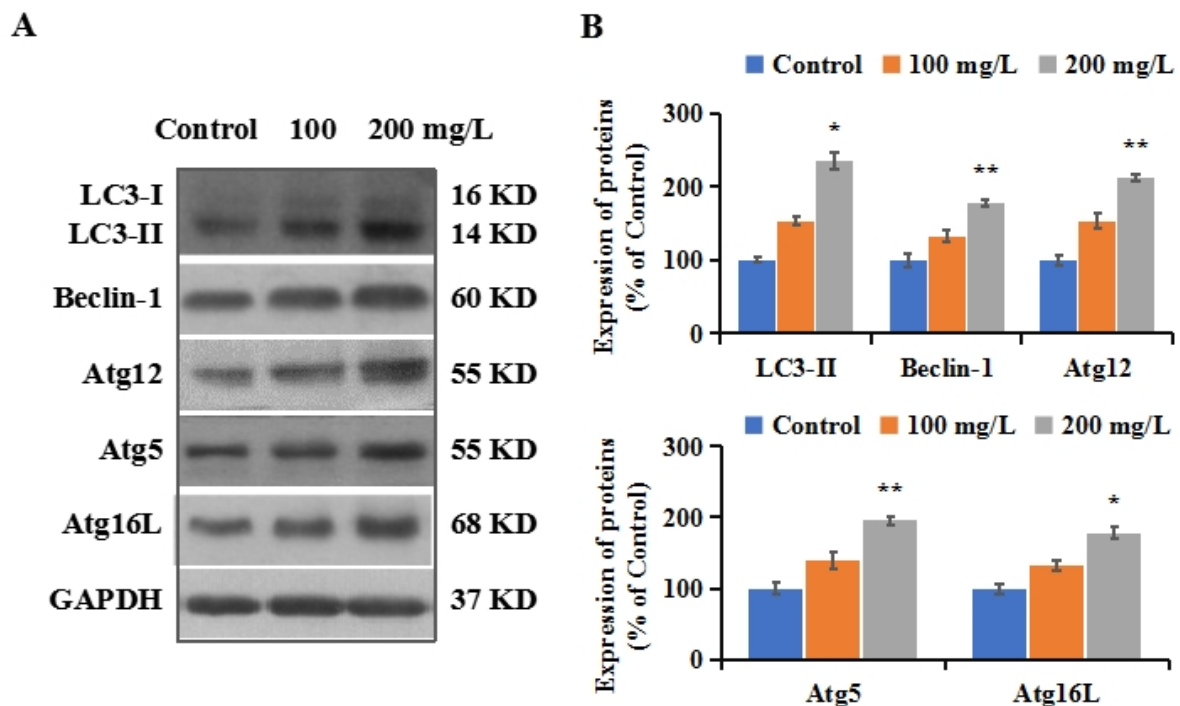 A
Control 100 200 mg/L
LC3-I 16 KD
LC3-II 14 KD
Beclin-1 60 KD
Atg12 55 KD
Atg5 55 KD
Atg16L 68 KD
GAPDH 37 KD
B
Control 100 mg/L 200 mg/L
Expression of proteins
(% of Control)
300
200
100
0
* ** **
LC3-II Beclin-1 Atg12
Control 100 mg/L 200 mg/L
Expression of proteins
(% of Control)
300
200
100
0
** *
Atg5 Atg16L